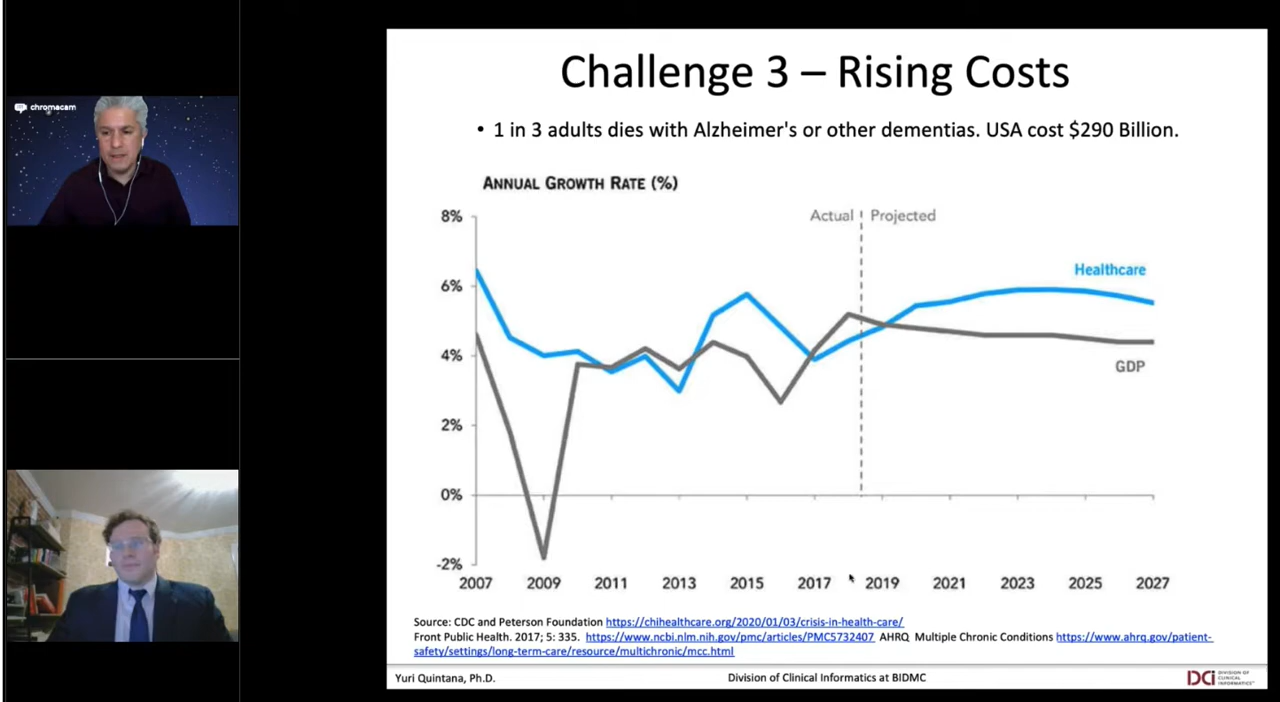 chromacam
Challenge 3 – Rising Costs
• 1 in 3 adults dies with Alzheimer's or other dementias. USA cost $290 Billion.
ANNUAL GROWTH RATE (%)
8%
Actual
Projected
6%
Healthcare
4%
GDP
2%
0%
-2%
2007 2009 2011 2013 2015 2017 2019 2021 2023 2025 2027
Source: CDC and Peterson Foundation https://chihealthcare.org/2020/01/03/crisis-in-health-care/
Front Public Health. 2017; 5: 335. https://www.ncbi.nlm.nih.gov/pmc/articles/PMC5732407 AHRQ Multiple Chronic Conditions https://www.ahrq.gov/patient-
safety/settings/long-term-care/resource/multichronic/mcc.html
Yuri Quintana, Ph.D. Division of Clinical Informatics at BIDMC
DCi
DIVISION OF
CLINICAL
INFORMATICS